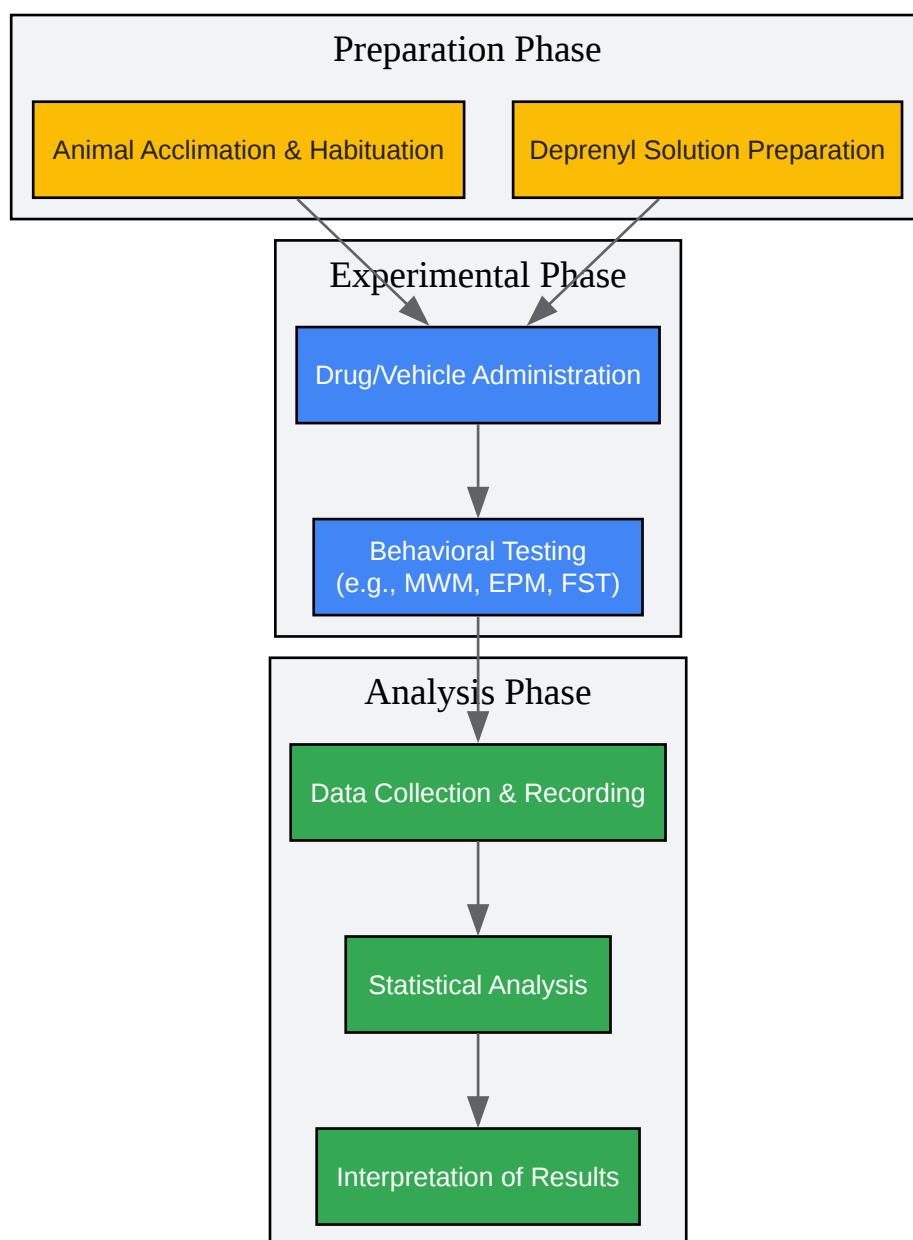 Preparation Phase
Animal Acclimation & Habituation
Deprenyl Solution Preparation
Experimental Phase
Drug/Vehicle Administration
Behavioral Testing
(e.g., MWM, EPM, FST)
Analysis Phase
Data Collection & Recording
Statistical Analysis
Interpretation of Results